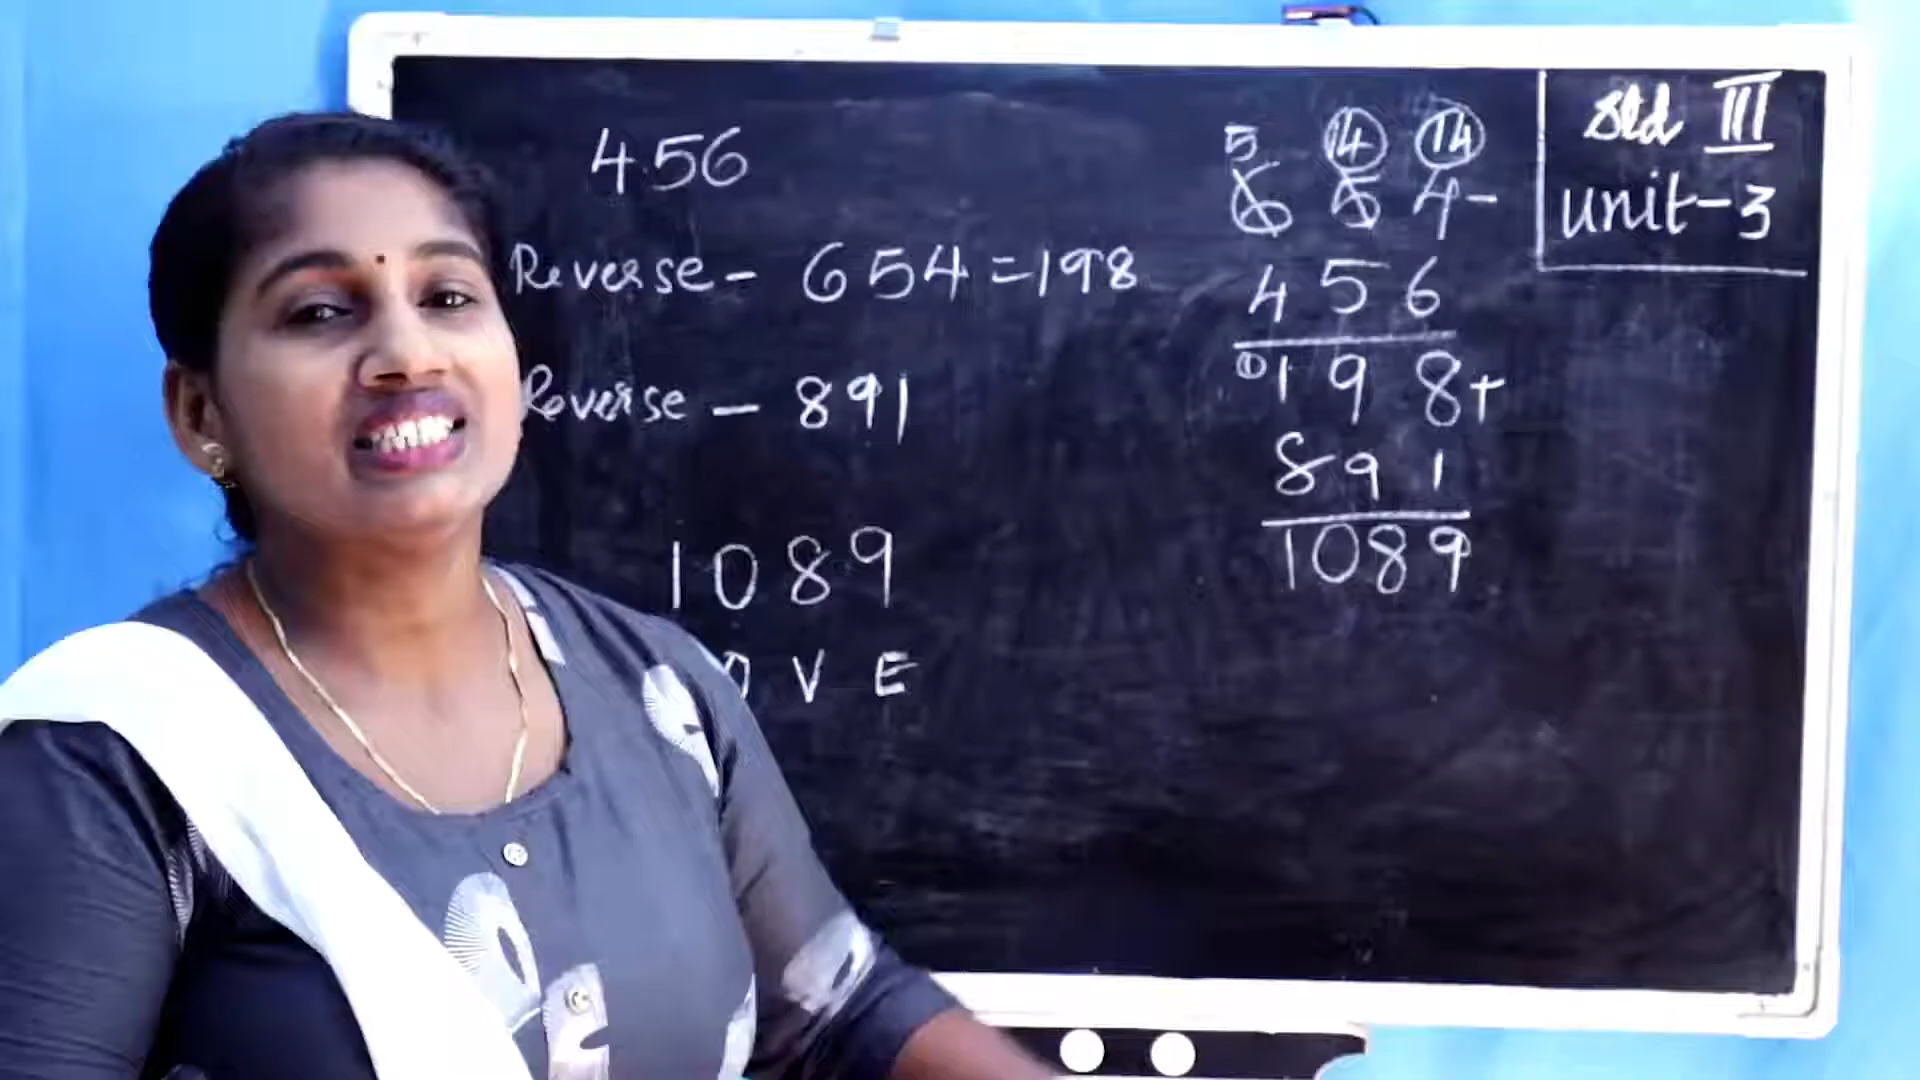 456
Reverse - 654 = 198
Reverse - 891
1089
O V E
5 14 14
6 5 4 -
4 5 6
1 1 9 8 +
8 9 1
1089
Std III
unit - 3